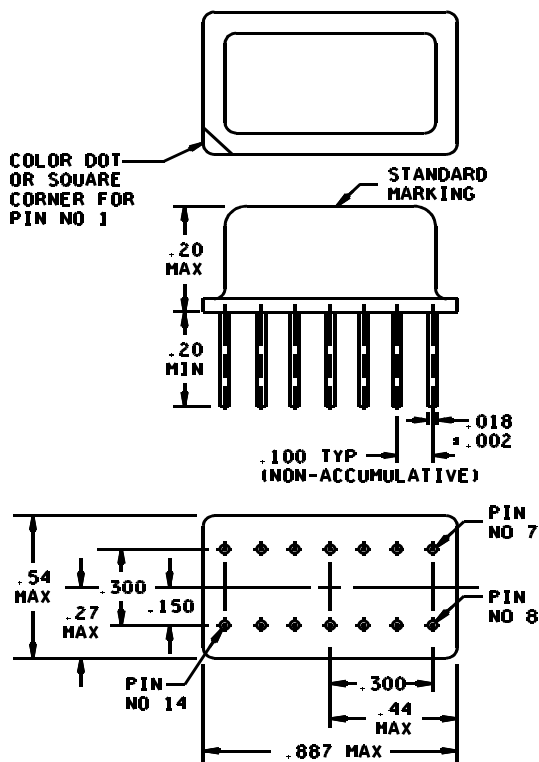 COLOR DOT
OR SQUARE
CORNER FOR
PIN NO 1
STANDARD
MARKING
.20
MAX
.20
MIN
.018
± .002
.100 TYP
(NON-ACCUMULATIVE)
PIN
NO 7
.54
MAX
.300
.27
MAX
.150
PIN
NO 8
PIN
NO 14
.300
.44
MAX
.887 MAX